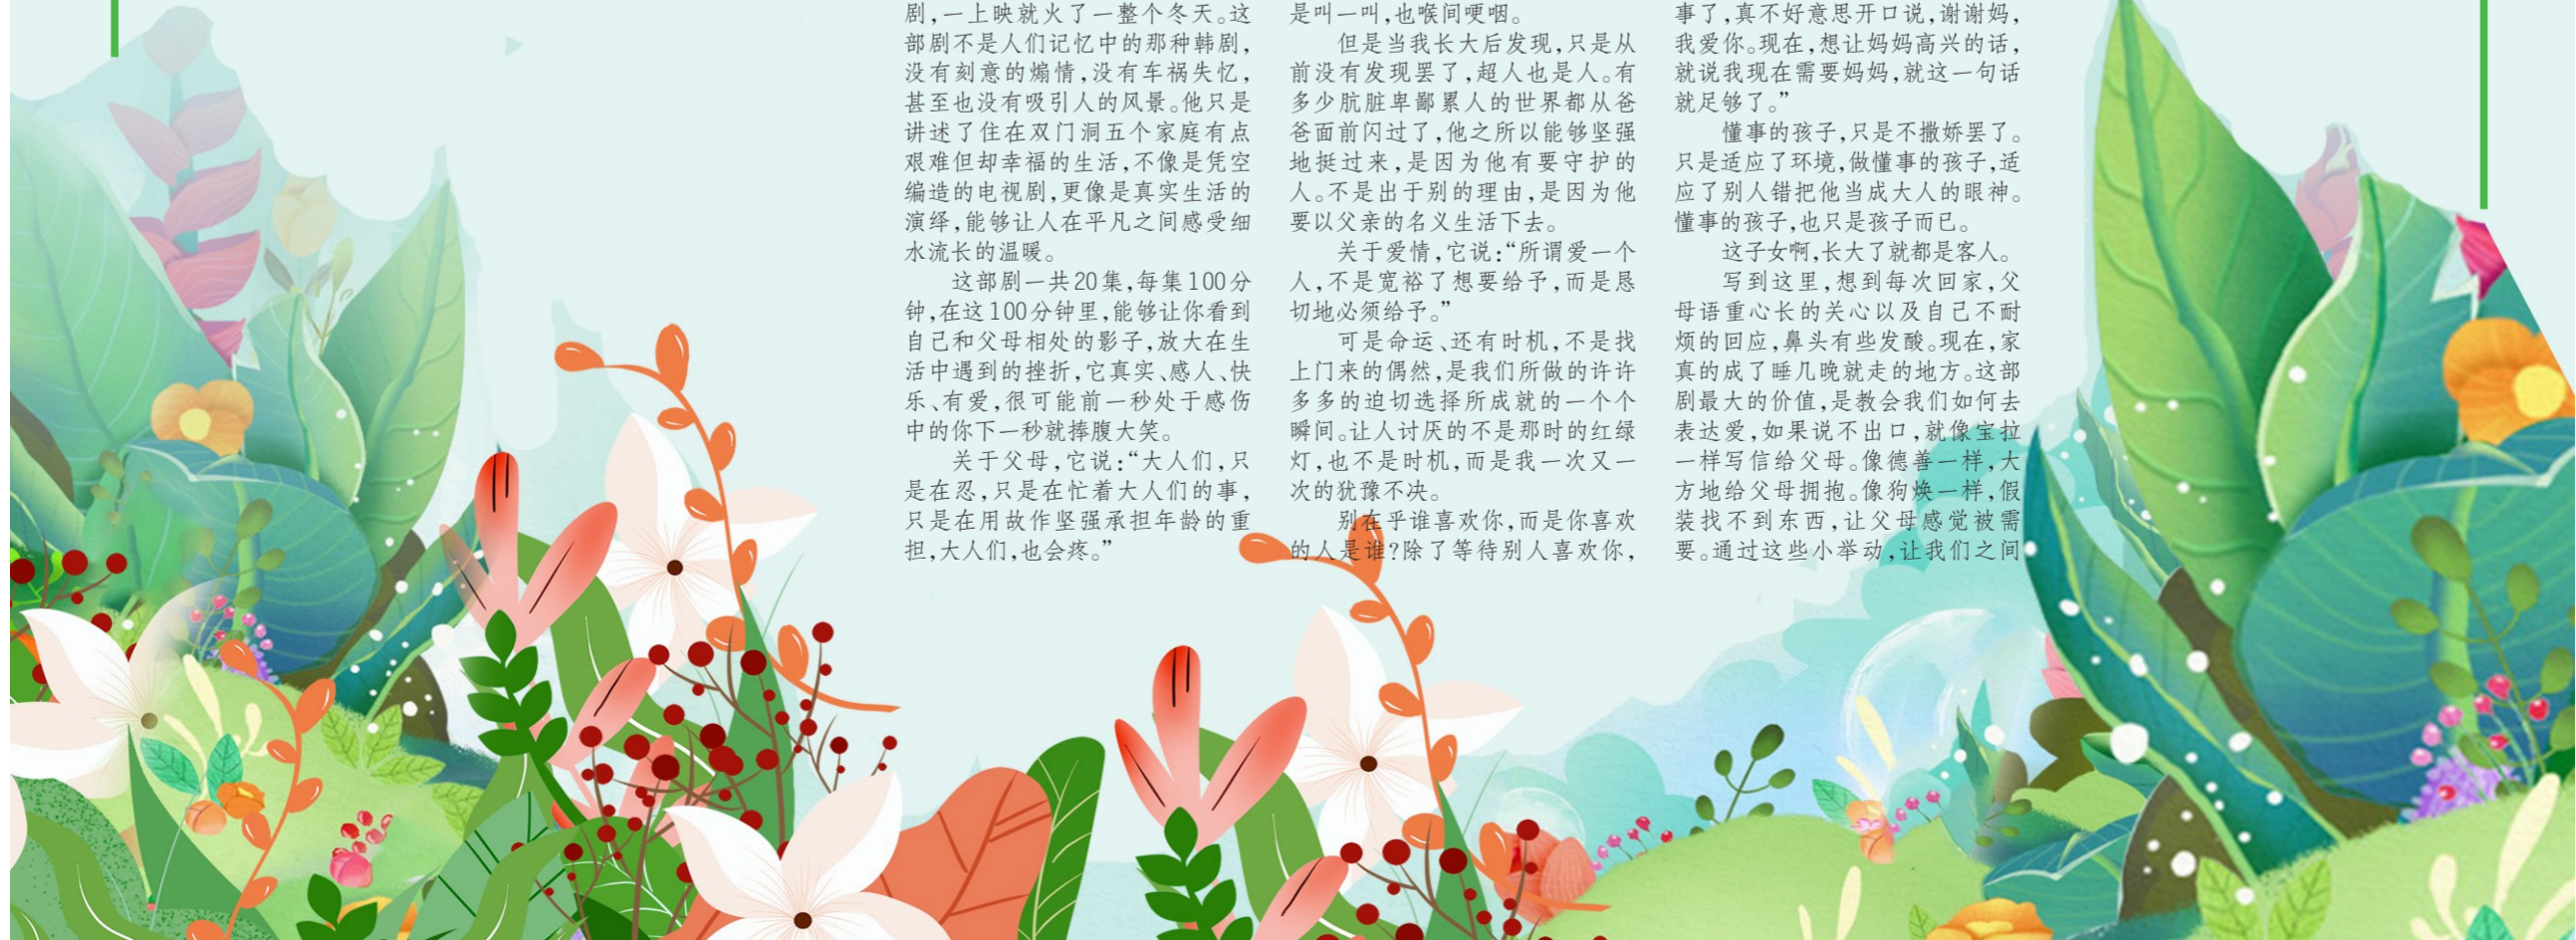 剧,一上映就火了一整个冬天。这
部剧不是人们记忆中的那种韩剧,
没有刻意的煽情,没有车祸失忆,
甚至也没有吸引人的风景。他只是
讲述了住在双门洞五个家庭有点
艰难但却幸福的生活,不像是凭空
编造的电视剧,更像是真实生活的
演绎,能够让人在平凡之间感受细
水流长的温暖。
这部剧一共20集,每集100分
钟,在这100分钟里,能够让你看到
自己和父母相处的影子,放大在生
活中遇到的挫折,它真实、感人、快
乐、有爱,很可能前一秒处于感伤
中的你下一秒就捧腹大笑。
关于父母,它说:“大人们,只
是在忍,只是在忙着大人们的事,
只是在用故作坚强承担年龄的重
担,大人们,也会疼。”
是叫一叫,也喉间哽咽。
但是当我长大后发现,只是从
前没有发现罢了,超人也是人。有
多少肮脏卑鄙累人的世界都从爸
爸面前闪过了,他之所以能够坚强
地挺过来,是因为他有要守护的
人。不是出于别的理由,是因为他
要以父亲的名义生活下去。
关于爱情,它说:“所谓爱一个
人,不是宽裕了想要给予,而是恳
切地必须给予。”
可是命运、还有时机,不是找
上门来的偶然,是我们所做的许许
多多的迫切选择所成就的一个个
瞬间。让人讨厌的不是那时的红绿
灯,也不是时机,而是我一次又一
次的犹豫不决。
别在乎谁喜欢你,而是你喜欢
的人是谁?除了等待别人喜欢你,
事了,真不好意思开口说,谢谢妈,
我爱你。现在,想让妈妈高兴的话,
就说我现在需要妈妈,就这一句话
就足够了。”
懂事的孩子,只是不撒娇罢了。
只是适应了环境,做懂事的孩子,适
应了别人错把他当成大人的眼神。
懂事的孩子,也只是孩子而已。
这子女啊,长大了就都是客人。
写到这里,想到每次回家,父
母语重心长的关心以及自己不耐
烦的回应,鼻头有些发酸。现在,家
真的成了睡几晚就走的地方。这部
剧最大的价值,是教会我们如何去
表达爱,如果说不出口,就像宝拉
一样写信给父母。像德善一样,大
方地给父母拥抱。像狗焕一样,假
装找不到东西,让父母感觉被需
要。通过这些小举动,让我们之间